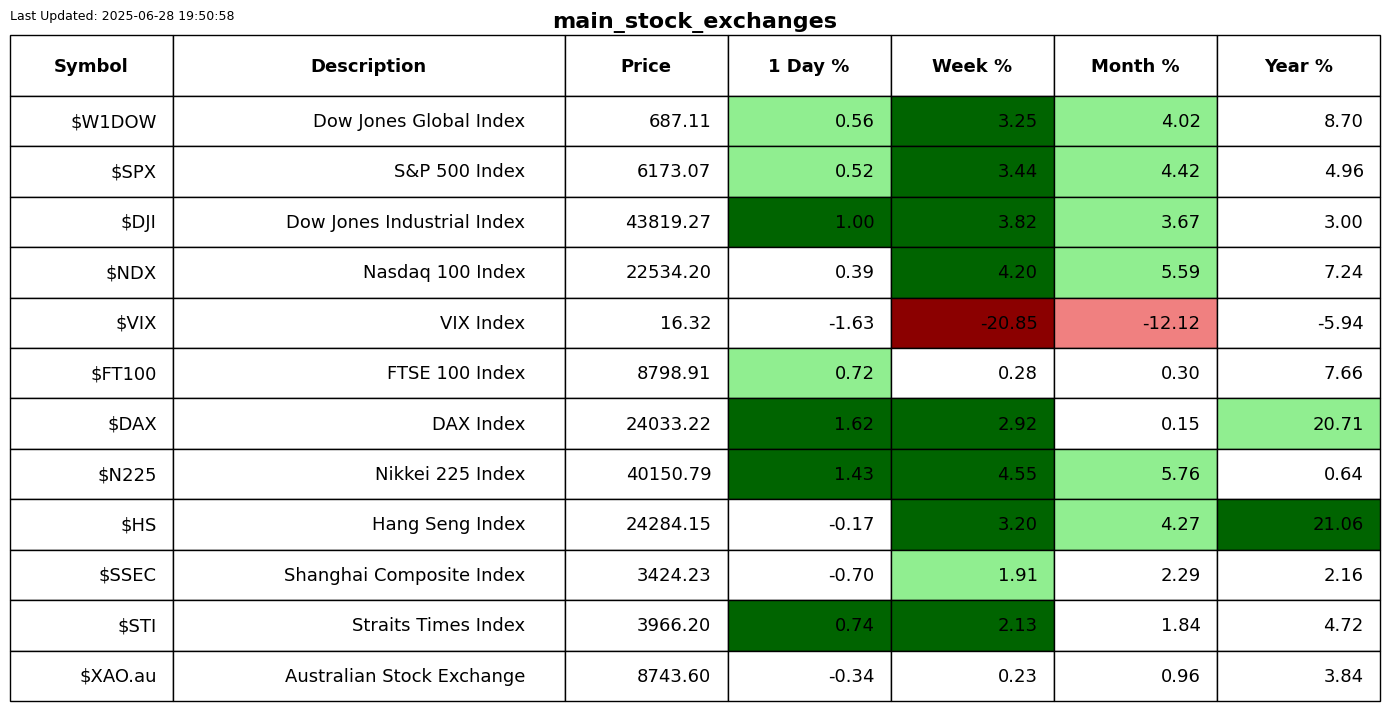 Last Updated: 2025-06-28 19:50:58
main_stock_exchanges
Symbol Description Price 1 Day % Week % Month % Year %
$W1DOW Dow Jones Global Index 687.11 0.56 3.25 4.02 8.70
$SPX S&P 500 Index 6173.07 0.52 3.44 4.42 4.96
$DJI Dow Jones Industrial Index 43819.27 1.00 3.82 3.67 3.00
$NDX Nasdaq 100 Index 22534.20 0.39 4.20 5.59 7.24
$VIX VIX Index 16.32 -1.63 -20.85 -12.12 -5.94
$FT100 FTSE 100 Index 8798.91 0.72 0.28 0.30 7.66
$DAX DAX Index 24033.22 1.62 2.92 0.15 20.71
$N225 Nikkei 225 Index 40150.79 1.43 4.55 5.76 0.64
$HS Hang Seng Index 24284.15 -0.17 3.20 4.27 21.06
$SSEC Shanghai Composite Index 3424.23 -0.70 1.91 2.29 2.16
$STI Straits Times Index 3966.20 0.74 2.13 1.84 4.72
$XAO.au Australian Stock Exchange 8743.60 -0.34 0.23 0.96 3.84